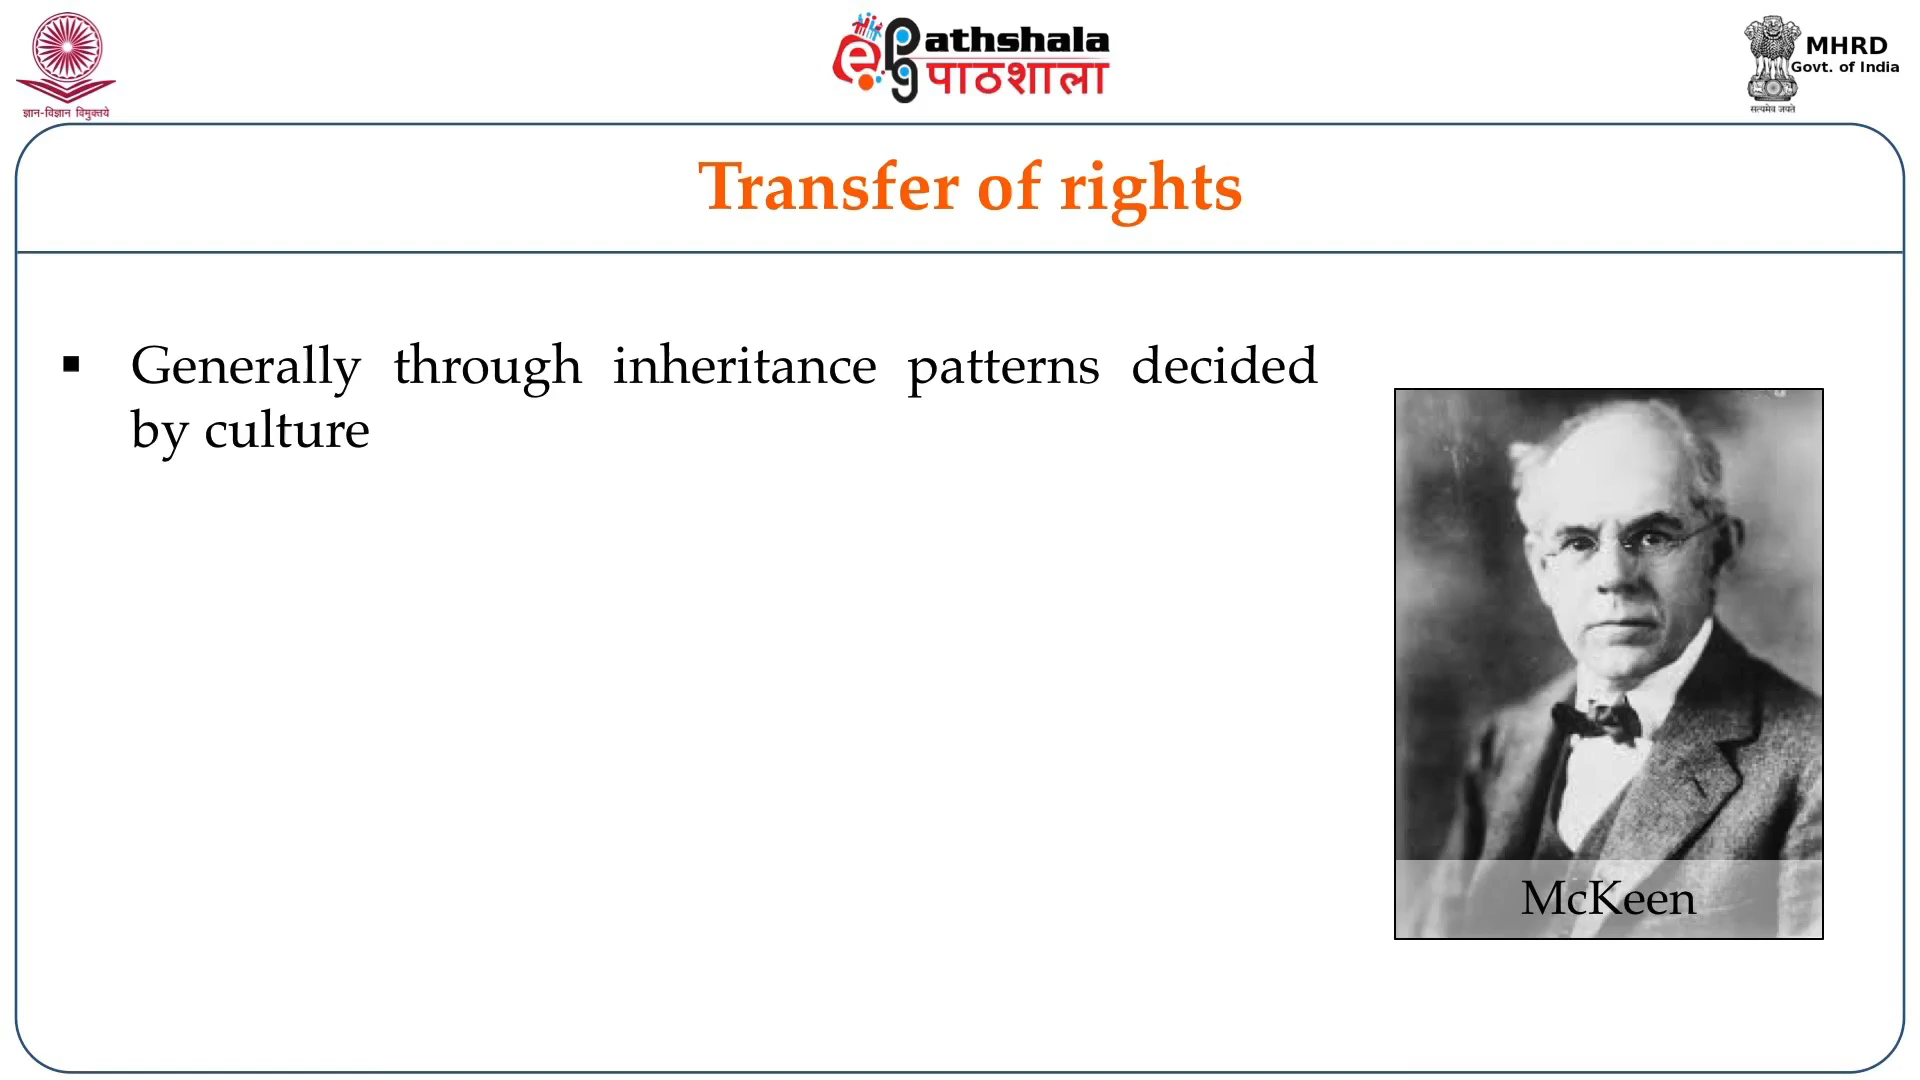 ज्ञान-विज्ञान विमुक्तये
ePathshala
पाठशाला
MHRD
Govt. of India
सत्यमेव जयते
Transfer of rights
▪ Generally through inheritance patterns decided
by culture
McKeen